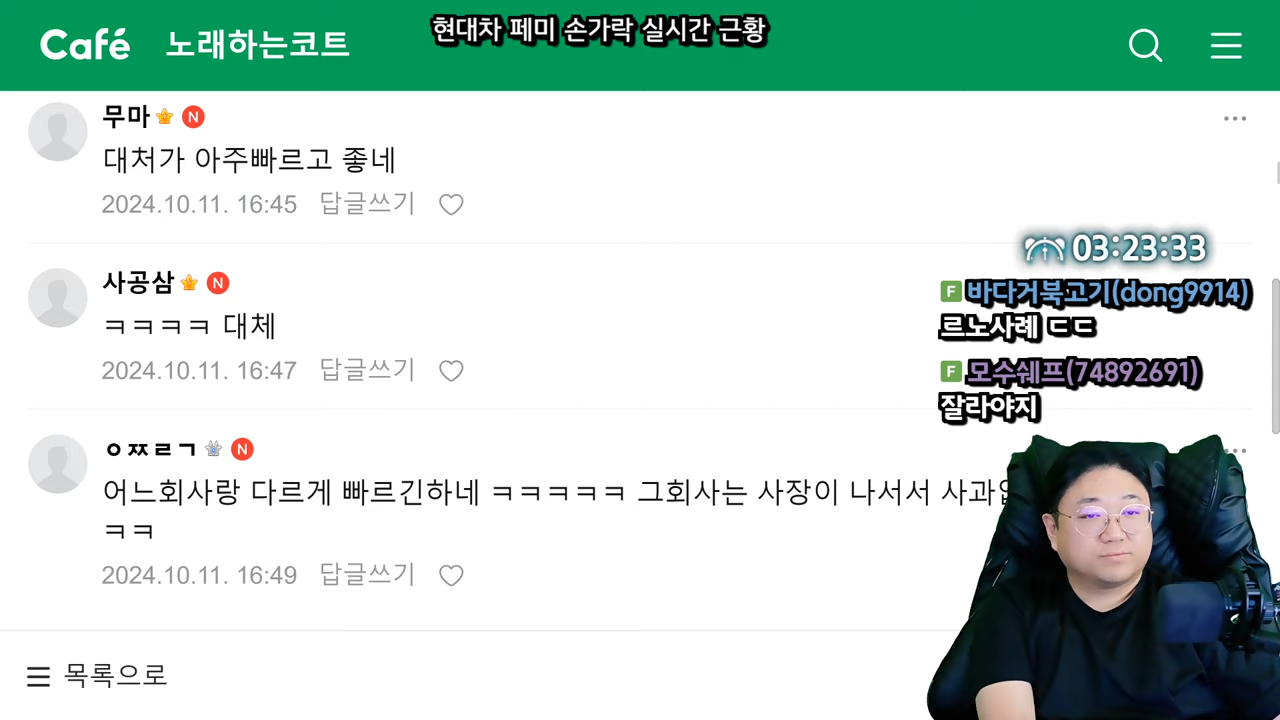 현대차 페미 손가락 실시간 근황
Café 노래하는코트
무마 N
대처가 아주빠르고 좋네
2024.10.11. 16:45 답글쓰기
사공삼 N
ㅋㅋㅋㅋ 대체
2024.10.11. 16:47 답글쓰기
ㅇㅉㄹㄱ N
어느회사랑 다르게 빠르긴하네 ㅋㅋㅋㅋㅋ 그회사는 사장이 나서서
ㅋㅋ
2024.10.11. 16:49 답글쓰기
목록으로
03:23:33
F 바다거북고기(dong9914)
르노사례 ㄷㄷ
F 모수쉐프(74892691)
잘라야지